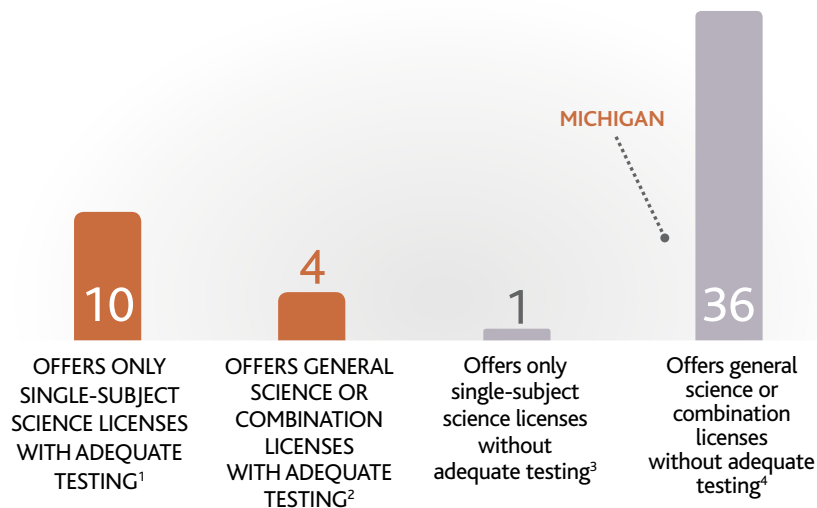 MICHIGAN
10
4
1
36
OFFERS ONLY
SINGLE-SUBJECT
SCIENCE LICENSES
WITH ADEQUATE
TESTING¹
OFFERS GENERAL
SCIENCE OR
COMBINATION
LICENSES
WITH ADEQUATE
TESTING²
Offers only
single-subject
science licenses
without
adequate testing³
Offers general
science or
combination
licenses
without adequate
testing⁴